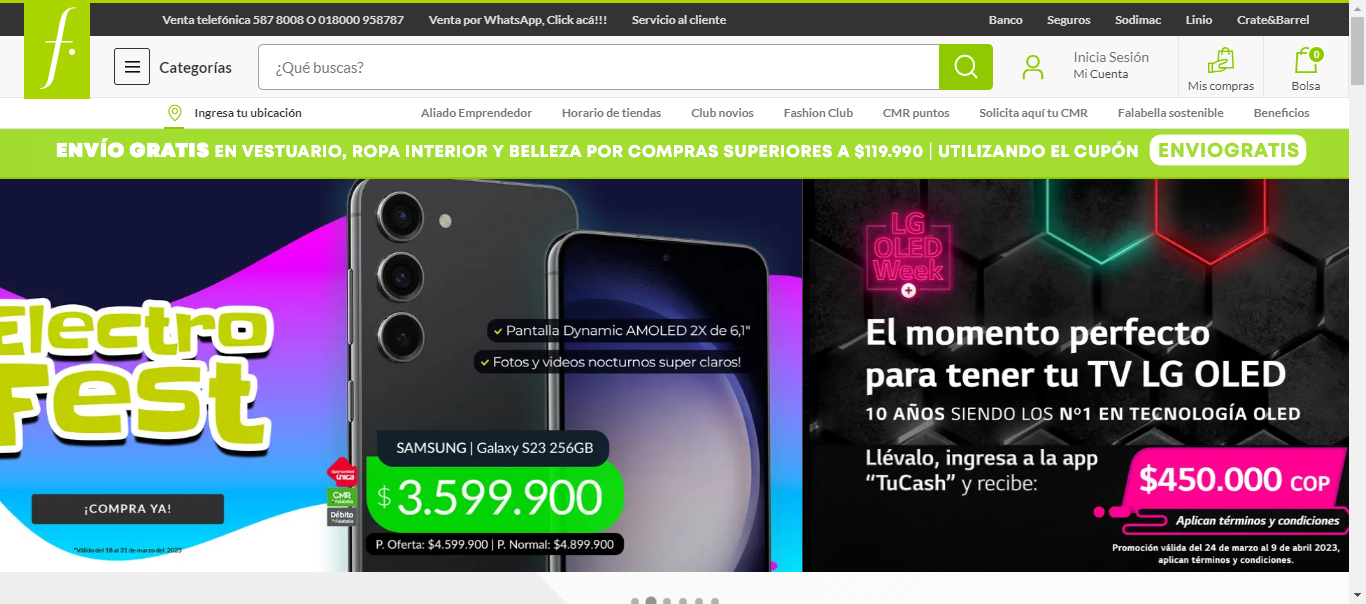 Venta telefónica 587 8008 O 018000 958787 Venta por WhatsApp, Click acá!!! Servicio al cliente Banco Seguros Sodimac Linio Crate&Barrel
f.
Categorías ¿Qué buscas? Inicia Sesión
Mi Cuenta
Mis compras
0
Bolsa
Ingresa tu ubicación Aliado Emprendedor Horario de tiendas Club novios Fashion Club CMR puntos Solicita aquí tu CMR Falabella sostenible Beneficios
ENVÍO GRATIS EN VESTUARIO, ROPA INTERIOR Y BELLEZA POR COMPRAS SUPERIORES A $119.990 | UTILIZANDO EL CUPÓN ENVIOGRATIS
Electro
Fest
¡COMPRA YA!
*Válido del 18 al 31 de marzo del 2023
Pantalla Dynamic AMOLED 2X de 6,1"
Fotos y videos nocturnos super claros!
SAMSUNG | Galaxy S23 256GB
Oportunidad
única
CMR
Falabella
Débito
Falabella
$ 3.599.900
P. Oferta: $4.599.900 | P. Normal: $4.899.900
LG
OLED
Week
El momento perfecto
para tener tu TV LG OLED
10 AÑOS SIENDO LOS Nº1 EN TECNOLOGÍA OLED
Llévalo, ingresa a la app
“TuCash” y recibe:
$450.000 COP
Aplican términos y condiciones
Promoción válida del 24 de marzo al 9 de abril 2023,
aplican términos y condiciones.